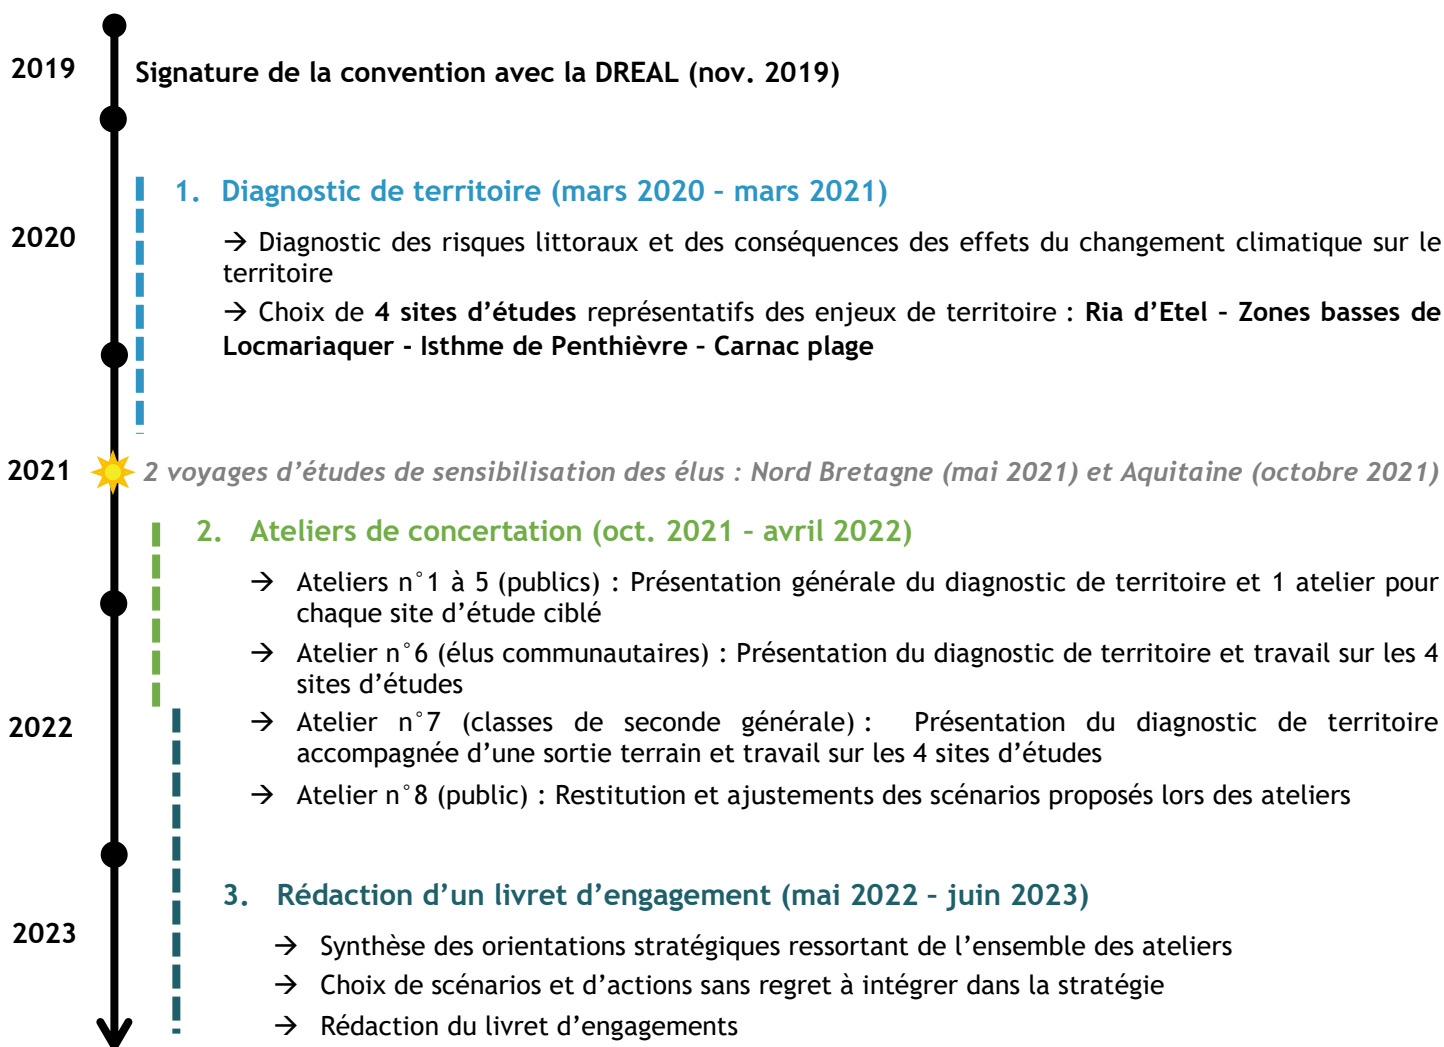 2019
Signature de la convention avec la DREAL (nov. 2019)
1. Diagnostic de territoire (mars 2020 – mars 2021)
2020
→ Diagnostic des risques littoraux et des conséquences des effets du changement climatique sur le
territoire
→ Choix de 4 sites d’études représentatifs des enjeux de territoire : Ria d’Etel – Zones basses de
Locmariaquer - Isthme de Penthièvre – Carnac plage
2021
2 voyages d’études de sensibilisation des élus : Nord Bretagne (mai 2021) et Aquitaine (octobre 2021)
2. Ateliers de concertation (oct. 2021 – avril 2022)
→ Ateliers n°1 à 5 (publics) : Présentation générale du diagnostic de territoire et 1 atelier pour
chaque site d’étude ciblé
→ Atelier n°6 (élus communautaires) : Présentation du diagnostic de territoire et travail sur les 4
sites d’études
2022
→ Atelier n°7 (classes de seconde générale) : Présentation du diagnostic de territoire
accompagnée d’une sortie terrain et travail sur les 4 sites d’études
→ Atelier n°8 (public) : Restitution et ajustements des scénarios proposés lors des ateliers
3. Rédaction d’un livret d’engagement (mai 2022 – juin 2023)
2023
→ Synthèse des orientations stratégiques ressortant de l’ensemble des ateliers
→ Choix de scénarios et d’actions sans regret à intégrer dans la stratégie
→ Rédaction du livret d’engagements